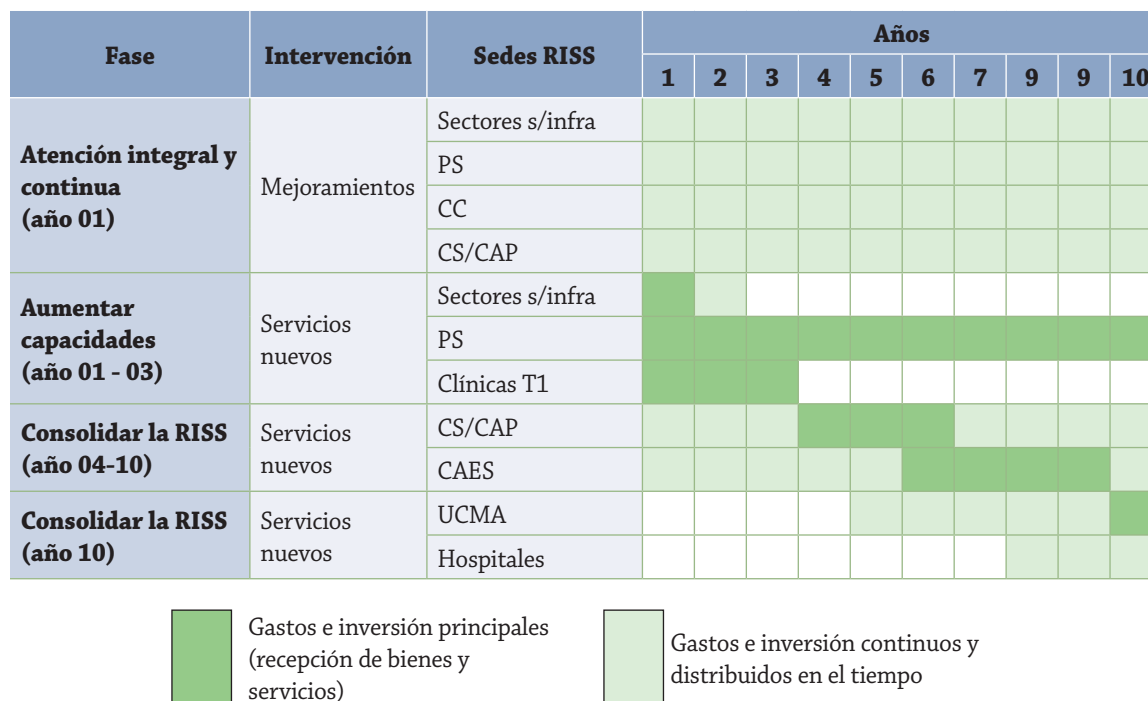 Fase
Intervención
Sedes RISS
Años
1 2 3 4 5 6 7 9 9 10
Atención integral y
continua
(año 01)
Mejoramientos
Sectores s/infra
PS
CC
CS/CAP
Aumentar
capacidades
(año 01 - 03)
Servicios
nuevos
Sectores s/infra
PS
Clínicas T1
Consolidar la RISS
(año 04-10)
Servicios
nuevos
CS/CAP
CAES
Consolidar la RISS
(año 10)
Servicios
nuevos
UCMA
Hospitales
Gastos e inversión principales
(recepción de bienes y
servicios)
Gastos e inversión continuos y
distribuidos en el tiempo